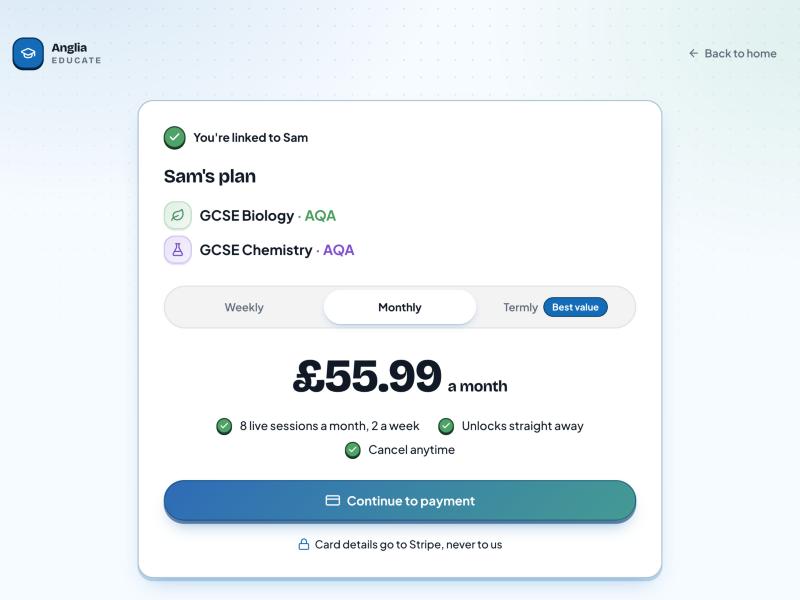 Anglia
EDUCATE
Back to home
You're linked to Sam
Sam's plan
GCSE Biology · AQA
GCSE Chemistry · AQA
Weekly
Monthly
Termly
Best value
£55.99 a month
8 live sessions a month, 2 a week
Unlocks straight away
Cancel anytime
Continue to payment
Card details go to Stripe, never to us